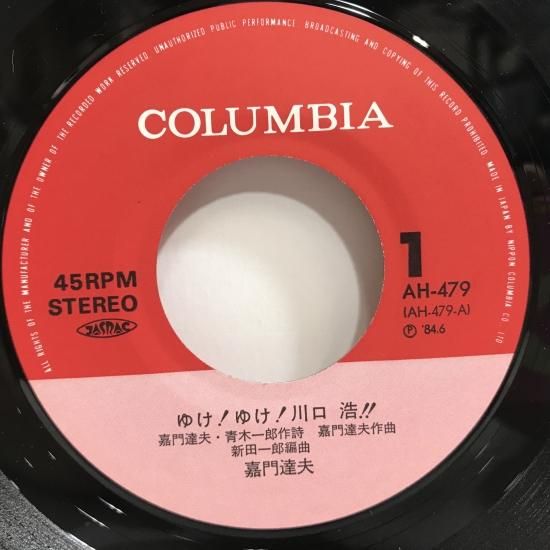 ALL RIGHTS OF THE MANUFACTURER AND OF THE OWNER OF THE RECORDED WORK RESERVED. UNAUTHORIZED PUBLIC PERFORMANCE. BROADCASTING AND COPYING OF THIS RECORD PROHIBITED. MADE IN JAPAN BY NIPPON COLUMBIA CO., LTD.
COLUMBIA
45RPM
STEREO
JASRAC
1
AH-479
(AH-479-A)
Ⓟ '84.6
ゆけ!ゆけ!川口 浩!!
嘉門達夫・青木一郎作詩 嘉門達夫作曲
新田一郎編曲
嘉門達夫